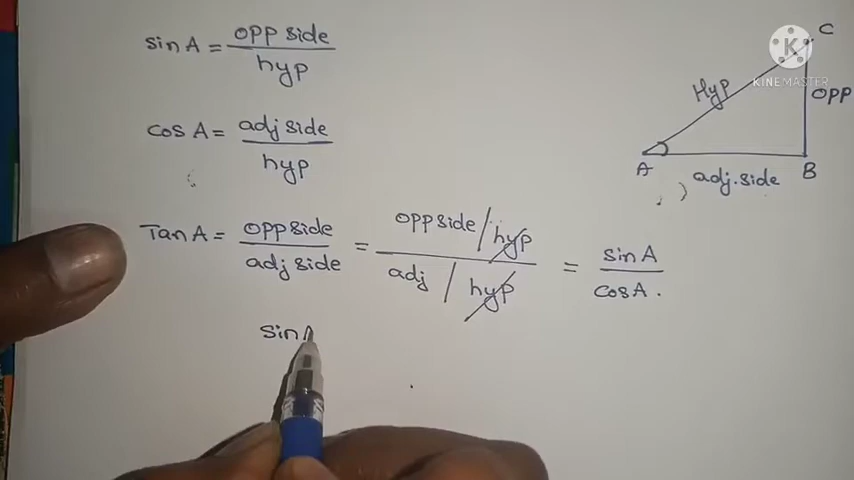 sin A = opp side / hyp
cos A = adj side / hyp
Tan A = opp side / adj side = opp side / hyp / adj / hyp = sin A / cos A .
sin A
C
Hyp
opp
A
adj.side
B
K
KINEMASTER